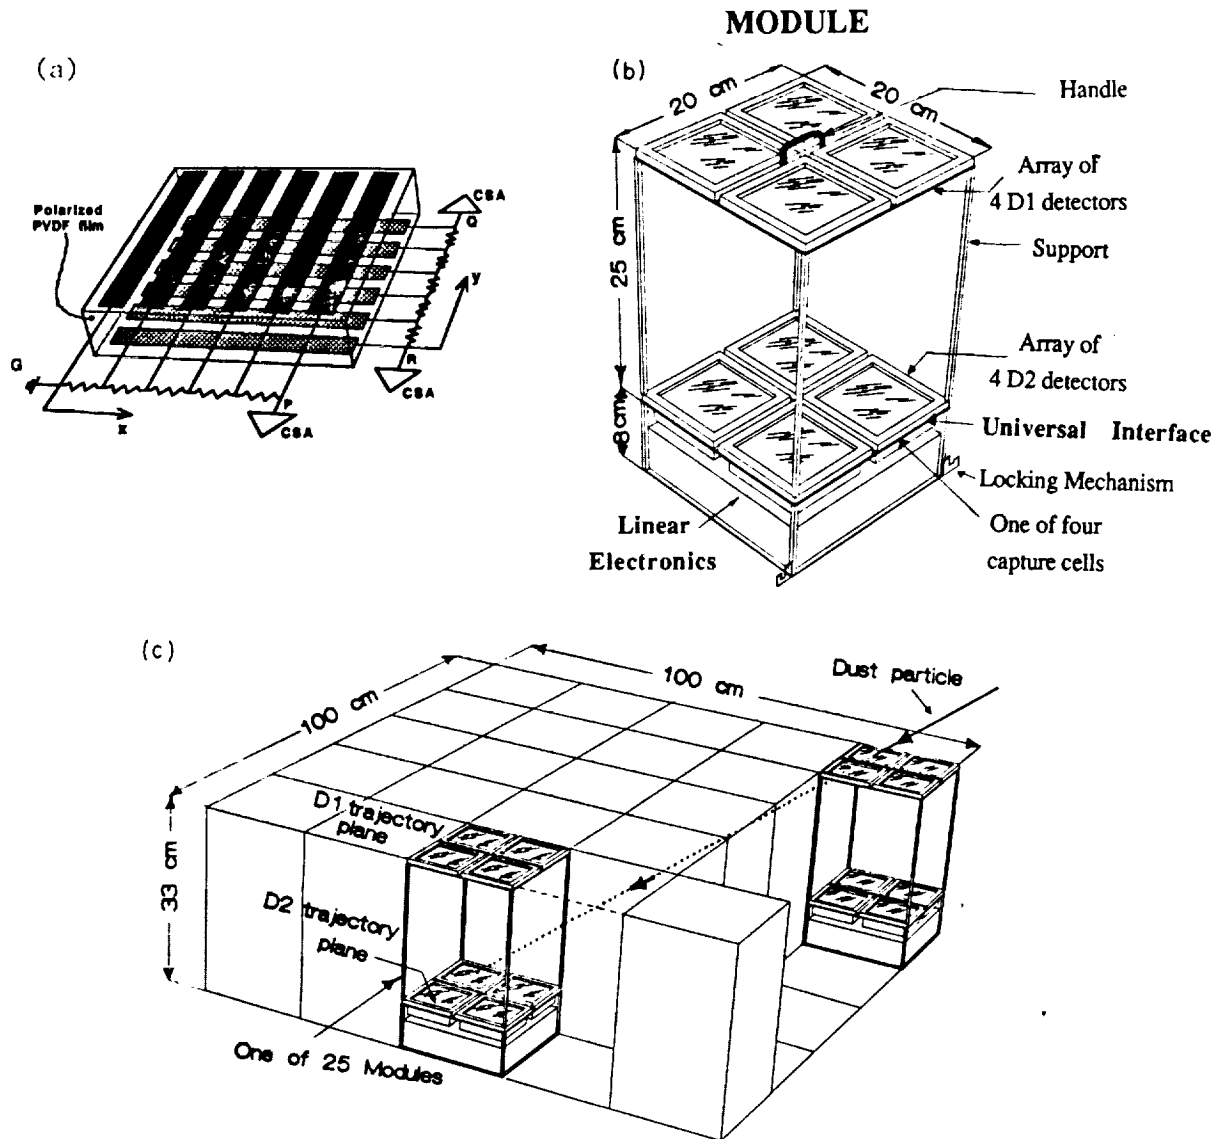 MODULE
(a)
Polarized
PVDF film
CSA
Q
y
R
CSA
G
x
P
CSA
(b)
20 cm
20 cm
Handle
Array of
4 D1 detectors
Support
25 cm
Array of
4 D2 detectors
8cm
Universal Interface
Locking Mechanism
Linear
Electronics
One of four
capture cells
(c)
100 cm
100 cm
Dust particle
D1 trajectory
plane
33 cm
D2 trajectory
plane
One of 25 Modules